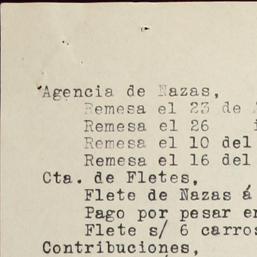 Agencia de Nazas,
Remesa el 23 de
Remesa el 26
Remesa el 10 del
Remesa el 16 del
Cta. de Fletes,
Flete de Nazas á
Pago por pesar en
Flete s/ 6 carros
Contribuciones,